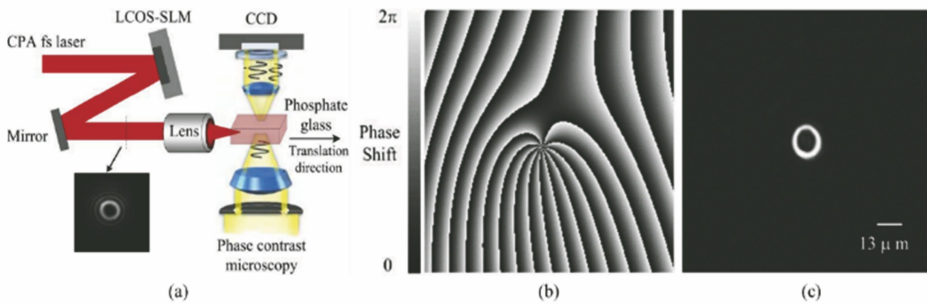 LCOS-SLM
CCD
CPA fs laser
Mirror
Lens
Phosphate
glass
Translation
direction
Phase contrast
microscopy
(a)
2π
Phase
Shift
0
(b)
13 μ m
(c)